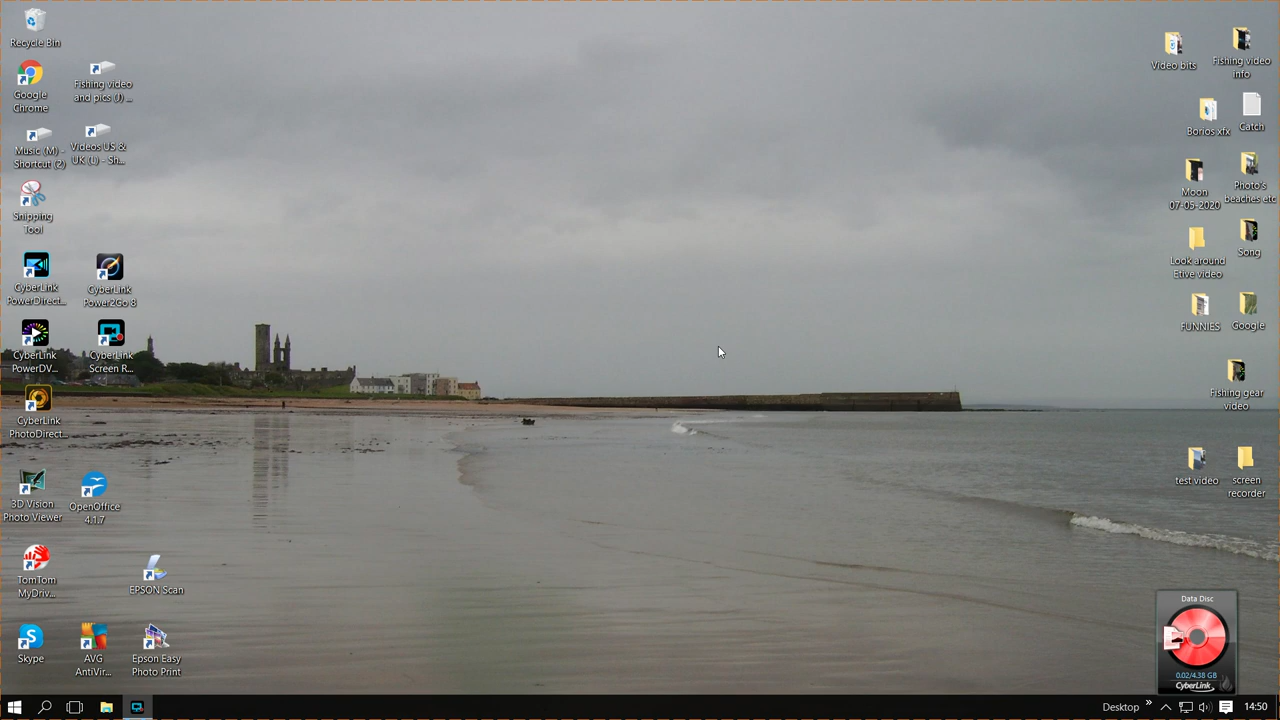 Recycle Bin
Google
Chrome
Fishing video
and pics (J) ...
Music (M) -
Shortcut (2)
Videos US &
UK (L) - Sh...
Snipping
Tool
CyberLink
PowerDirect...
CyberLink
Power2Go 8
CyberLink
PowerDV...
CyberLink
Screen R...
CyberLink
PhotoDirect...
3D Vision
Photo Viewer
OpenOffice
4.1.7
TomTom
MyDriv...
EPSON Scan
Skype
AVG
AntiVir...
Epson Easy
Photo Print
Video bits
Fishing video
info
Borios xfx
Catch
Moon
07-05-2020
Photo's
beaches etc
Look around
Etive video
Song
FUNNIES
Google
Fishing gear
video
test video
screen
recorder
Data Disc
0.02/4.38 GB
CyberLink
Desktop
14:50